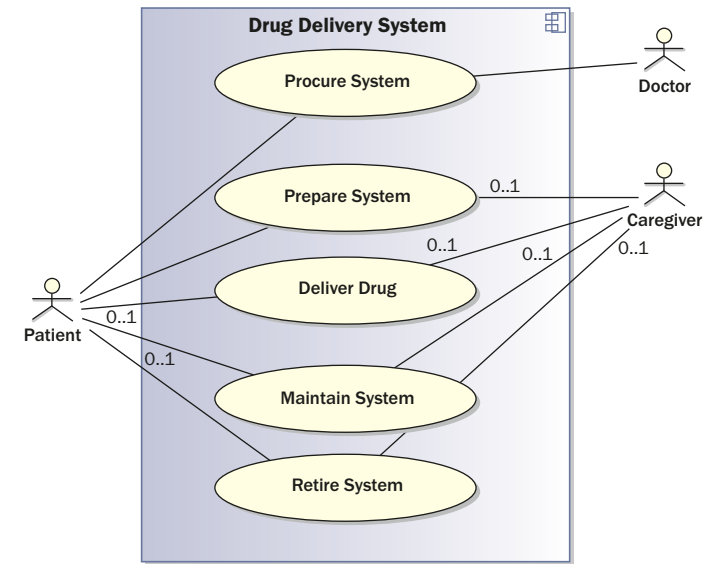 Drug Delivery System
Procure System
Doctor
Prepare System
0..1
Caregiver
0..1
0..1
0..1
Deliver Drug
Patient
0..1
0..1
Maintain System
Retire System